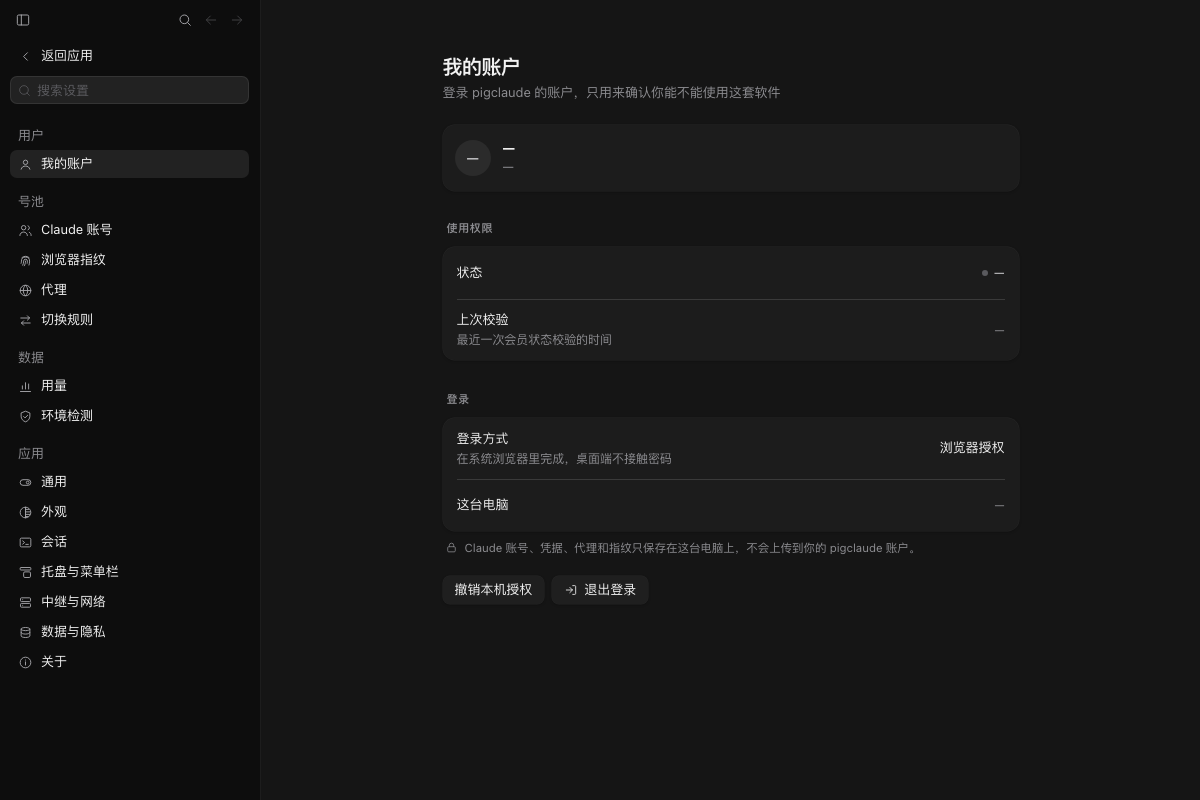 返回应用
搜索设置
用户
我的账户
号池
Claude 账号
浏览器指纹
代理
切换规则
数据
用量
环境检测
应用
通用
外观
会话
托盘与菜单栏
中继与网络
数据与隐私
关于
我的账户
登录 pigclaude 的账户，只用来确认你能不能使用这套软件
—
—
—
使用权限
状态
—
上次校验
最近一次会员状态校验的时间
—
登录
登录方式
在系统浏览器里完成，桌面端不接触密码
浏览器授权
这台电脑
—
Claude 账号、凭据、代理和指纹只保存在这台电脑上，不会上传到你的 pigclaude 账户。
撤销本机授权
退出登录